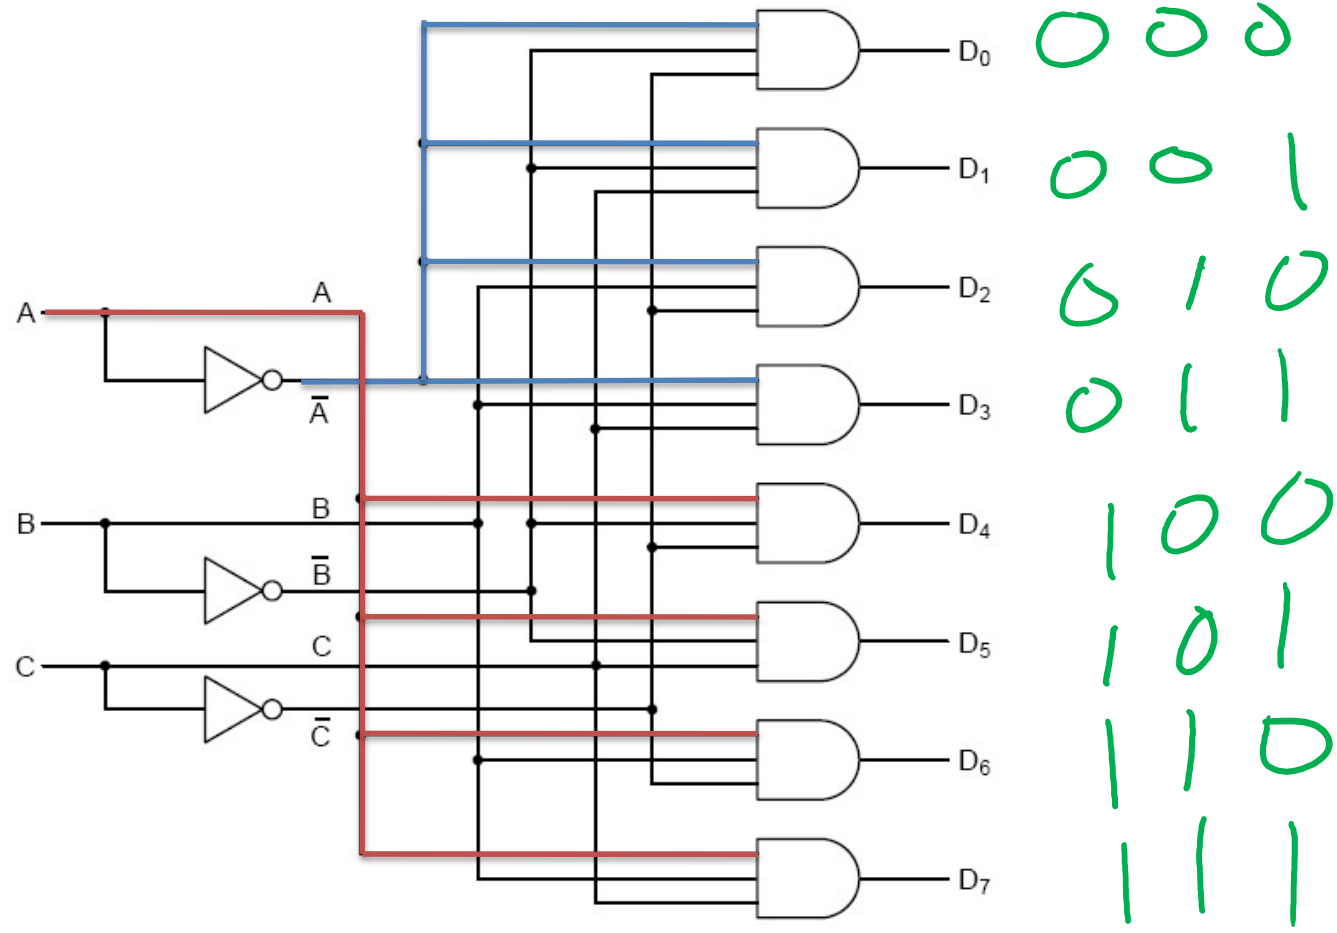 D₀ 0 0 0
D₁ 0 0 1
D₂ 0 1 0
A
A
A̅
D₃ 0 1 1
B
B
D₄ 1 0 0
B̅
C
C
D₅ 1 0 1
C̅
D₆ 1 1 0
D₇ 1 1 1